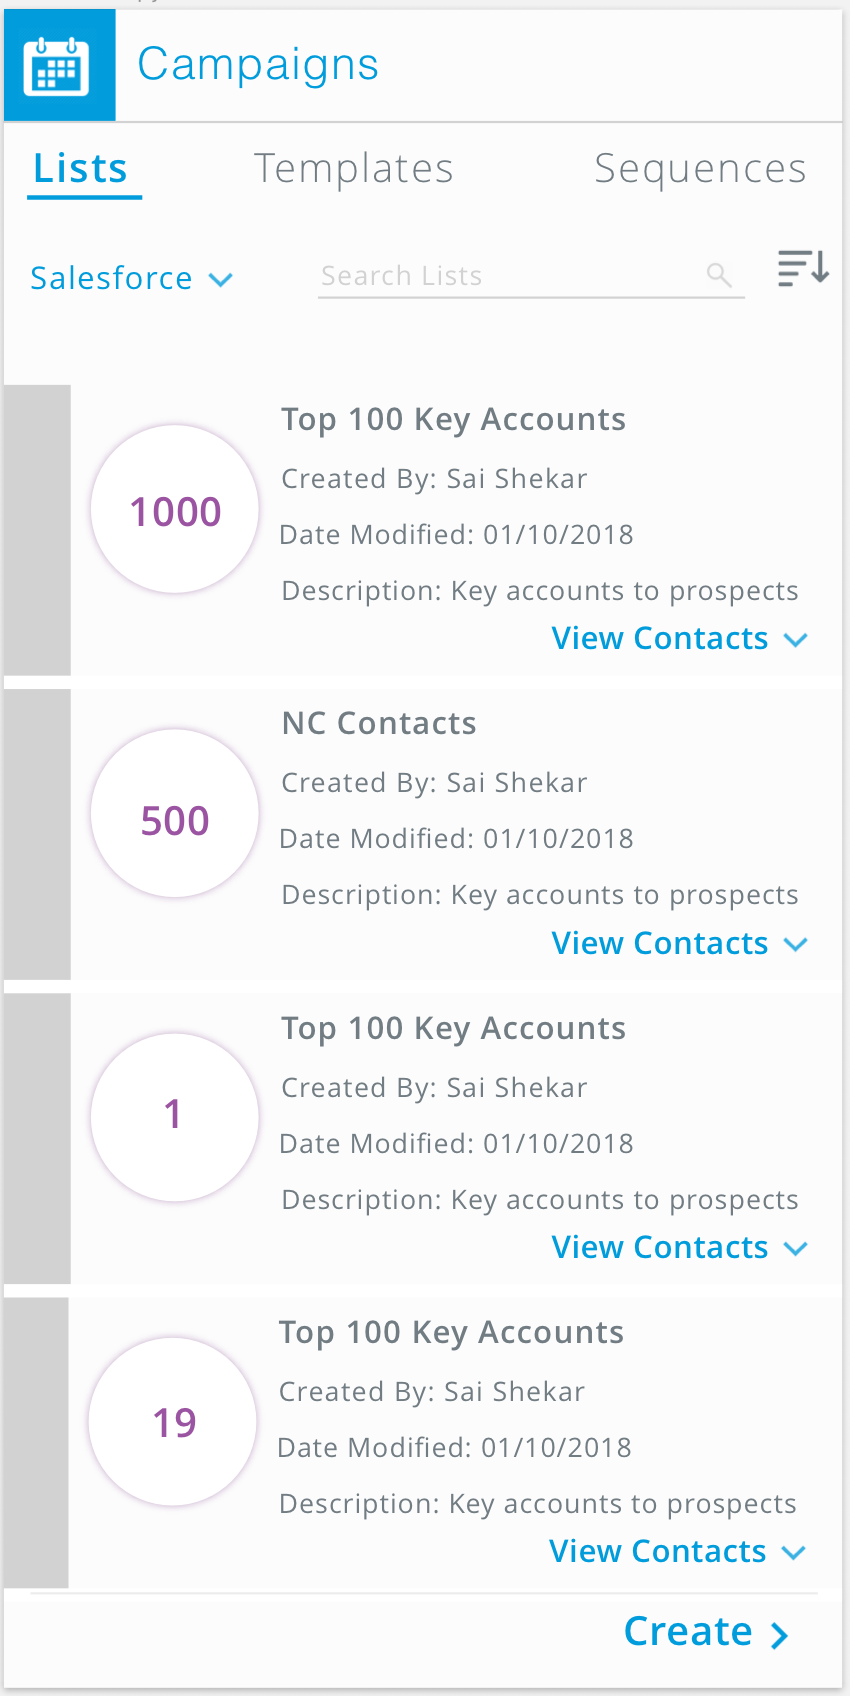 Campaigns
Lists Templates Sequences
Salesforce Search Lists
Top 100 Key Accounts
1000
Created By: Sai Shekar
Date Modified: 01/10/2018
Description: Key accounts to prospects
View Contacts
NC Contacts
500
Created By: Sai Shekar
Date Modified: 01/10/2018
Description: Key accounts to prospects
View Contacts
Top 100 Key Accounts
1
Created By: Sai Shekar
Date Modified: 01/10/2018
Description: Key accounts to prospects
View Contacts
Top 100 Key Accounts
19
Created By: Sai Shekar
Date Modified: 01/10/2018
Description: Key accounts to prospects
View Contacts
Create